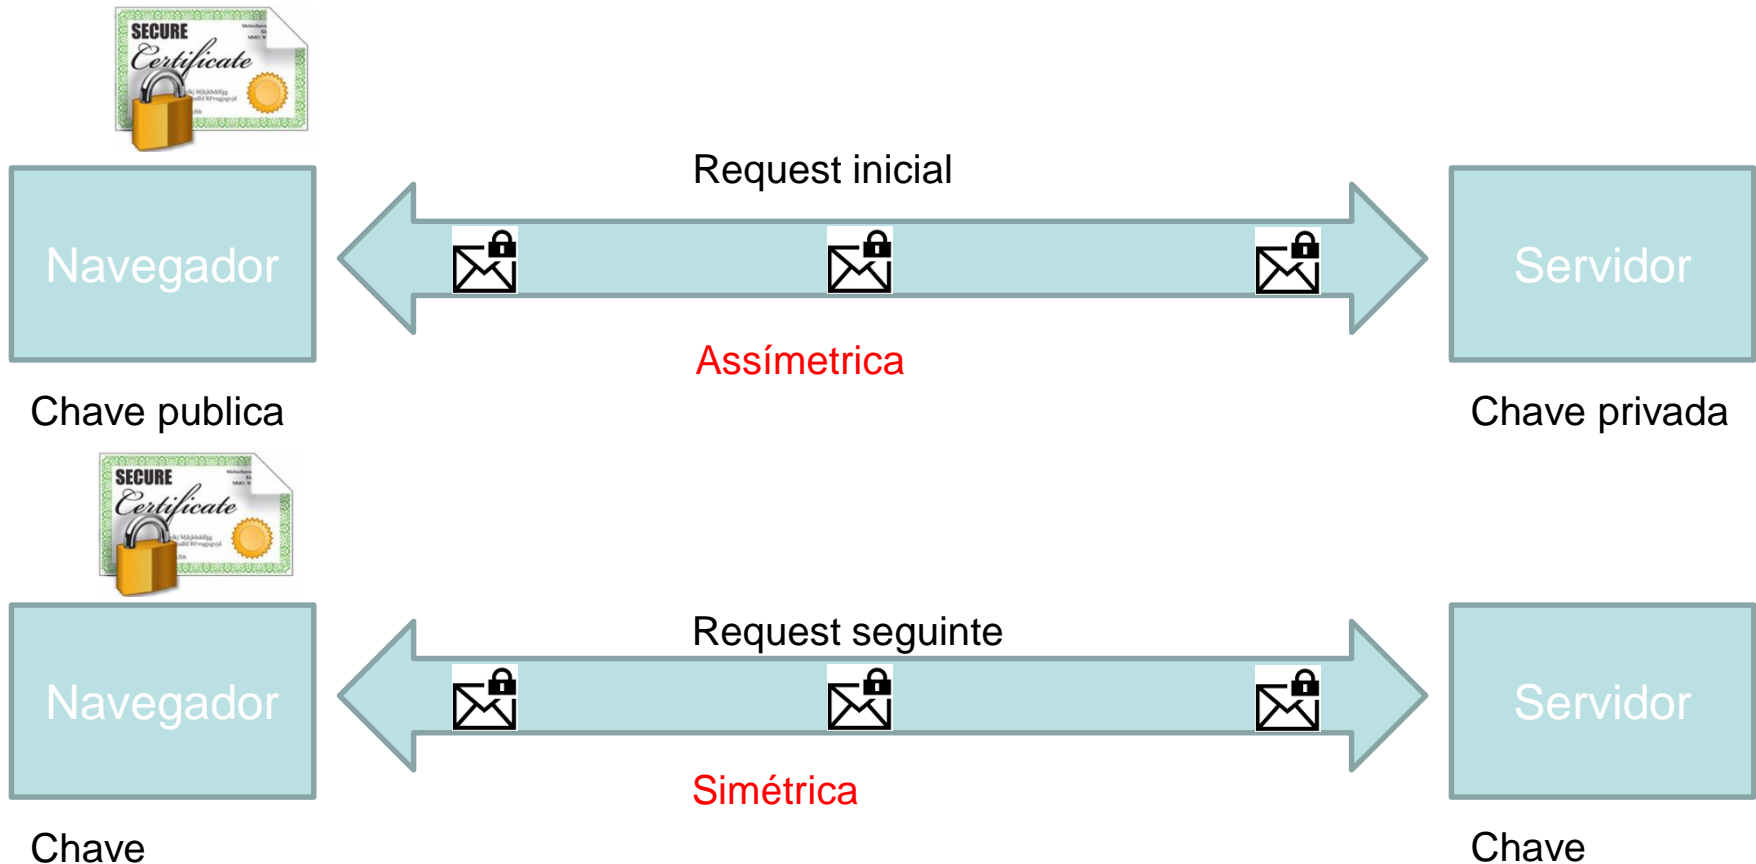 SECURE
Certificate
Request inicial
Navegador
Servidor
Assímetrica
Chave publica
Chave privada
SECURE
Certificate
Request seguinte
Navegador
Servidor
Simétrica
Chave
Chave